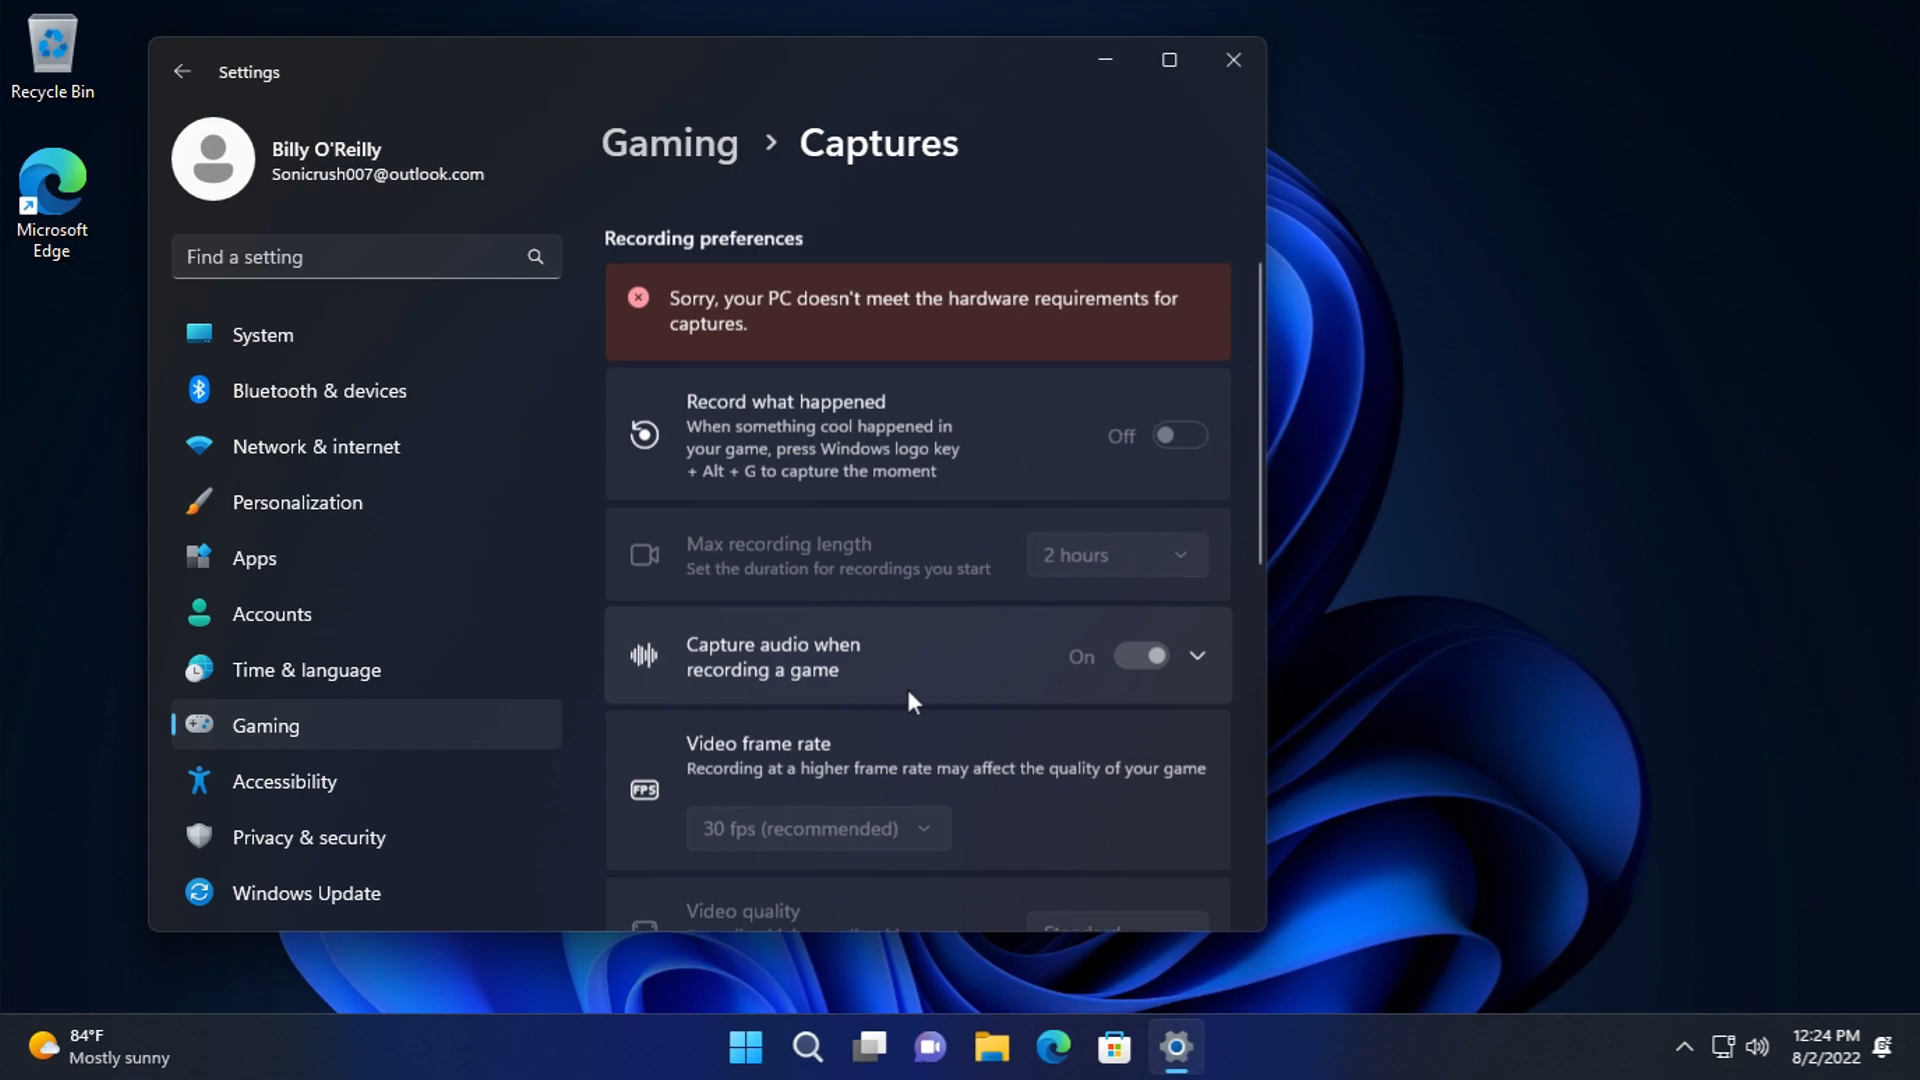 Recycle Bin
Microsoft
Edge
Settings
Billy O'Reilly
Sonicrush007@outlook.com
Find a setting
System
Bluetooth & devices
Network & internet
Personalization
Apps
Accounts
Time & language
Gaming
Accessibility
Privacy & security
Windows Update
Gaming > Captures
Recording preferences
Sorry, your PC doesn't meet the hardware requirements for
captures.
Record what happened
When something cool happened in
your game, press Windows logo key
+ Alt + G to capture the moment
Off
Max recording length
Set the duration for recordings you start
2 hours
Capture audio when
recording a game
On
Video frame rate
Recording at a higher frame rate may affect the quality of your game
FPS
30 fps (recommended)
Video quality
84°F
Mostly sunny
12:24 PM
8/2/2022